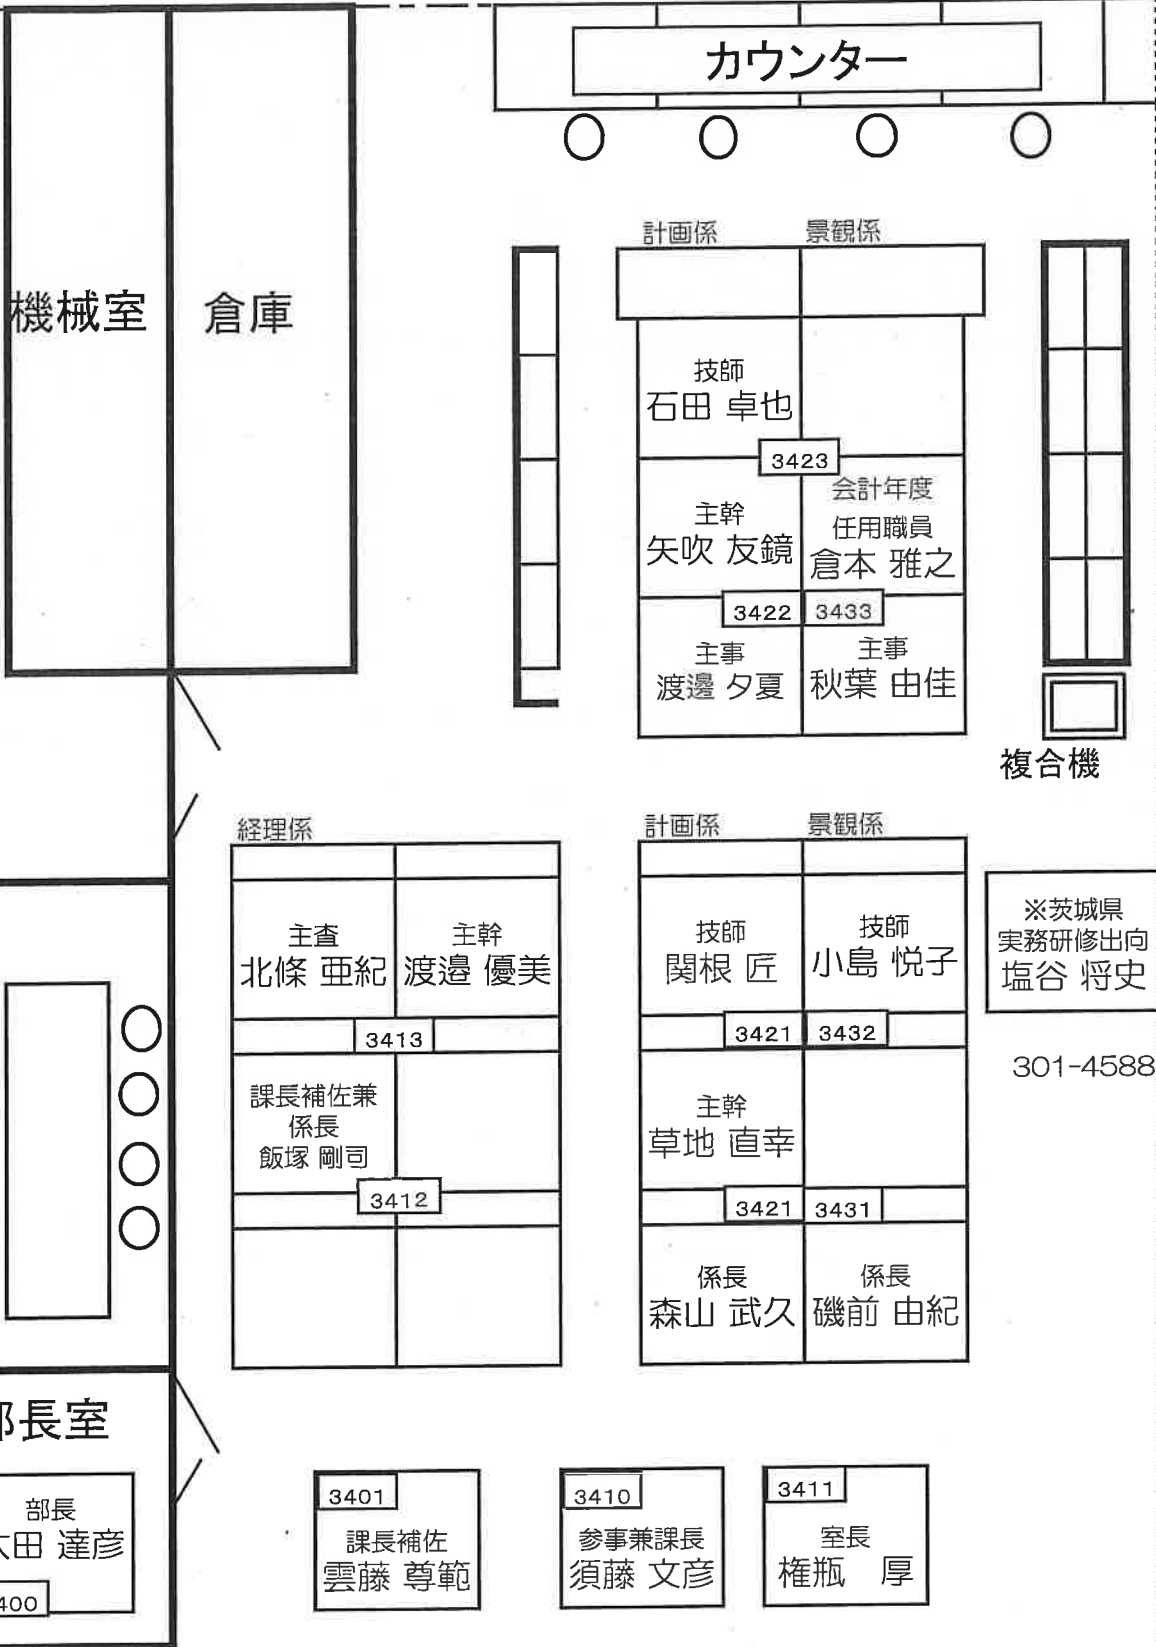 カウンター
計画係 景観係
機械室 倉庫
技師
石田 卓也
3423
主幹
矢吹 友鏡
会計年度
任用職員
倉本 雅之
3422 3433
主事
渡邊 夕夏
主事
秋葉 由佳
複合機
経理係
主査
北條 亜紀
主幹
渡邉 優美
3413
課長補佐兼
係長
飯塚 剛司
3412
計画係 景観係
技師
関根 匠
技師
小島 悦子
3421 3432
主幹
草地 直幸
3421 3431
係長
森山 武久
係長
磯前 由紀
※茨城県
実務研修出向
塩谷 将史
301-4588
部長室
部長
田 達彦
400
3401
課長補佐
雲藤 尊範
3410
参事兼課長
須藤 文彦
3411
室長
権瓶 厚